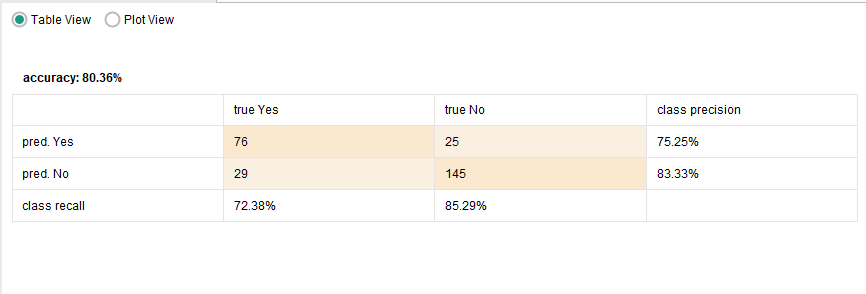 Table View Plot View
accuracy: 80.36%
true Yes true No class precision
pred. Yes 76 25 75.25%
pred. No 29 145 83.33%
class recall 72.38% 85.29%